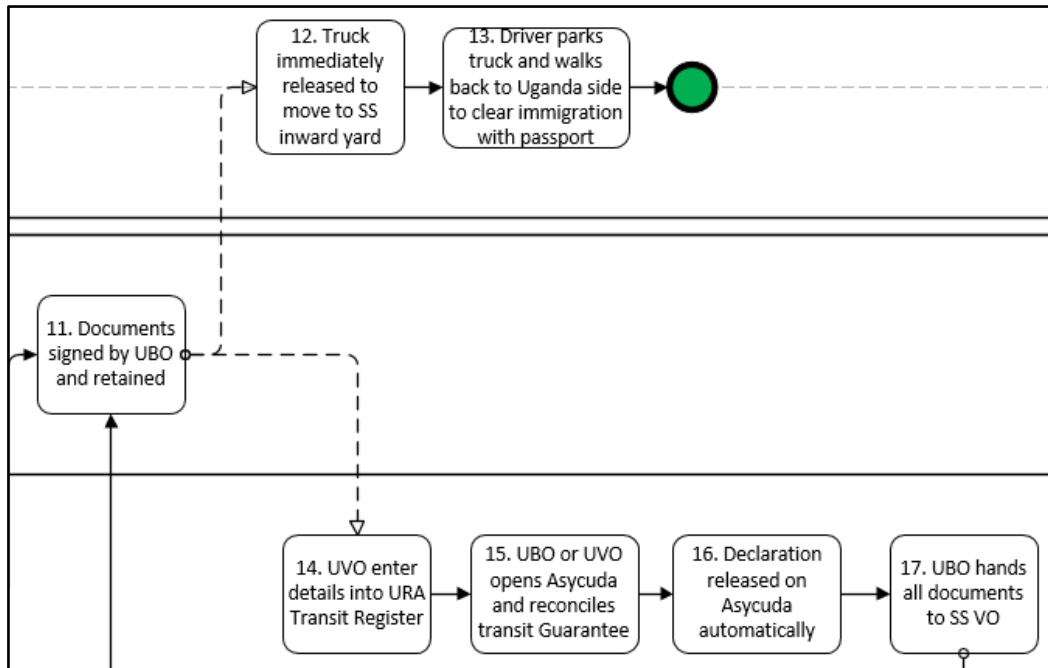 12. Truck
immediately
released to
move to SS
inward yard
13. Driver parks
truck and walks
back to Uganda side
to clear immigration
with passport
11. Documents
signed by UBO
and retained
14. UVO enter
details into URA
Transit Register
15. UBO or UVO
opens Asycuda
and reconciles
transit Guarantee
16. Declaration
released on
Asycuda
automatically
17. UBO hands
all documents
to SS VO